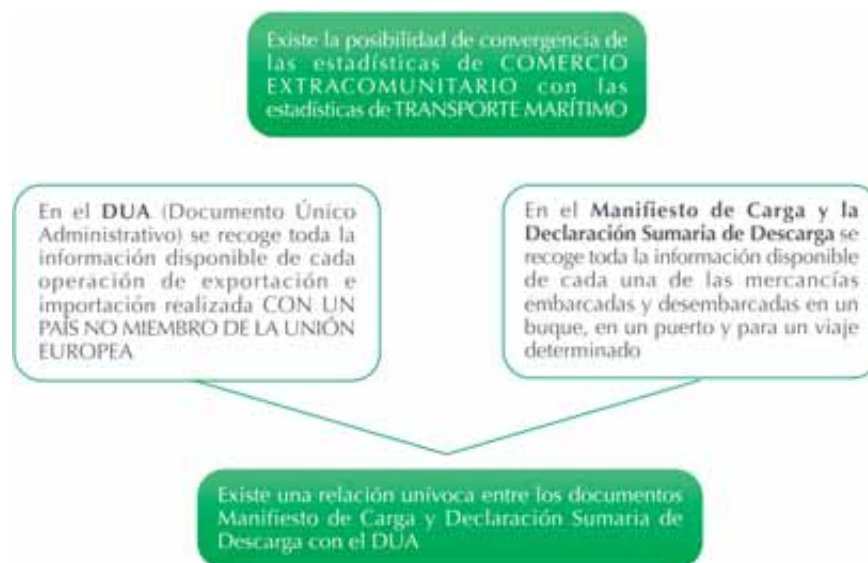 Existe la posibilidad de convergencia de
las estadísticas de COMERCIO
EXTRACOMUNITARIO con las
estadísticas de TRANSPORTE MARÍTIMO
En el DUA (Documento Único
Administrativo) se recoge toda la
información disponible de cada
operación de exportación e
importación realizada CON UN
PAÍS NO MIEMBRO DE LA UNIÓN
EUROPEA
En el Manifiesto de Carga y la
Declaración Sumaria de Descarga se
recoge toda la información disponible
de cada una de las mercancías
embarcadas y desembarcadas en un
buque, en un puerto y para un viaje
determinado
Existe una relación unívoca entre los documentos
Manifiesto de Carga y Declaración Sumaria de
Descarga con el DUA